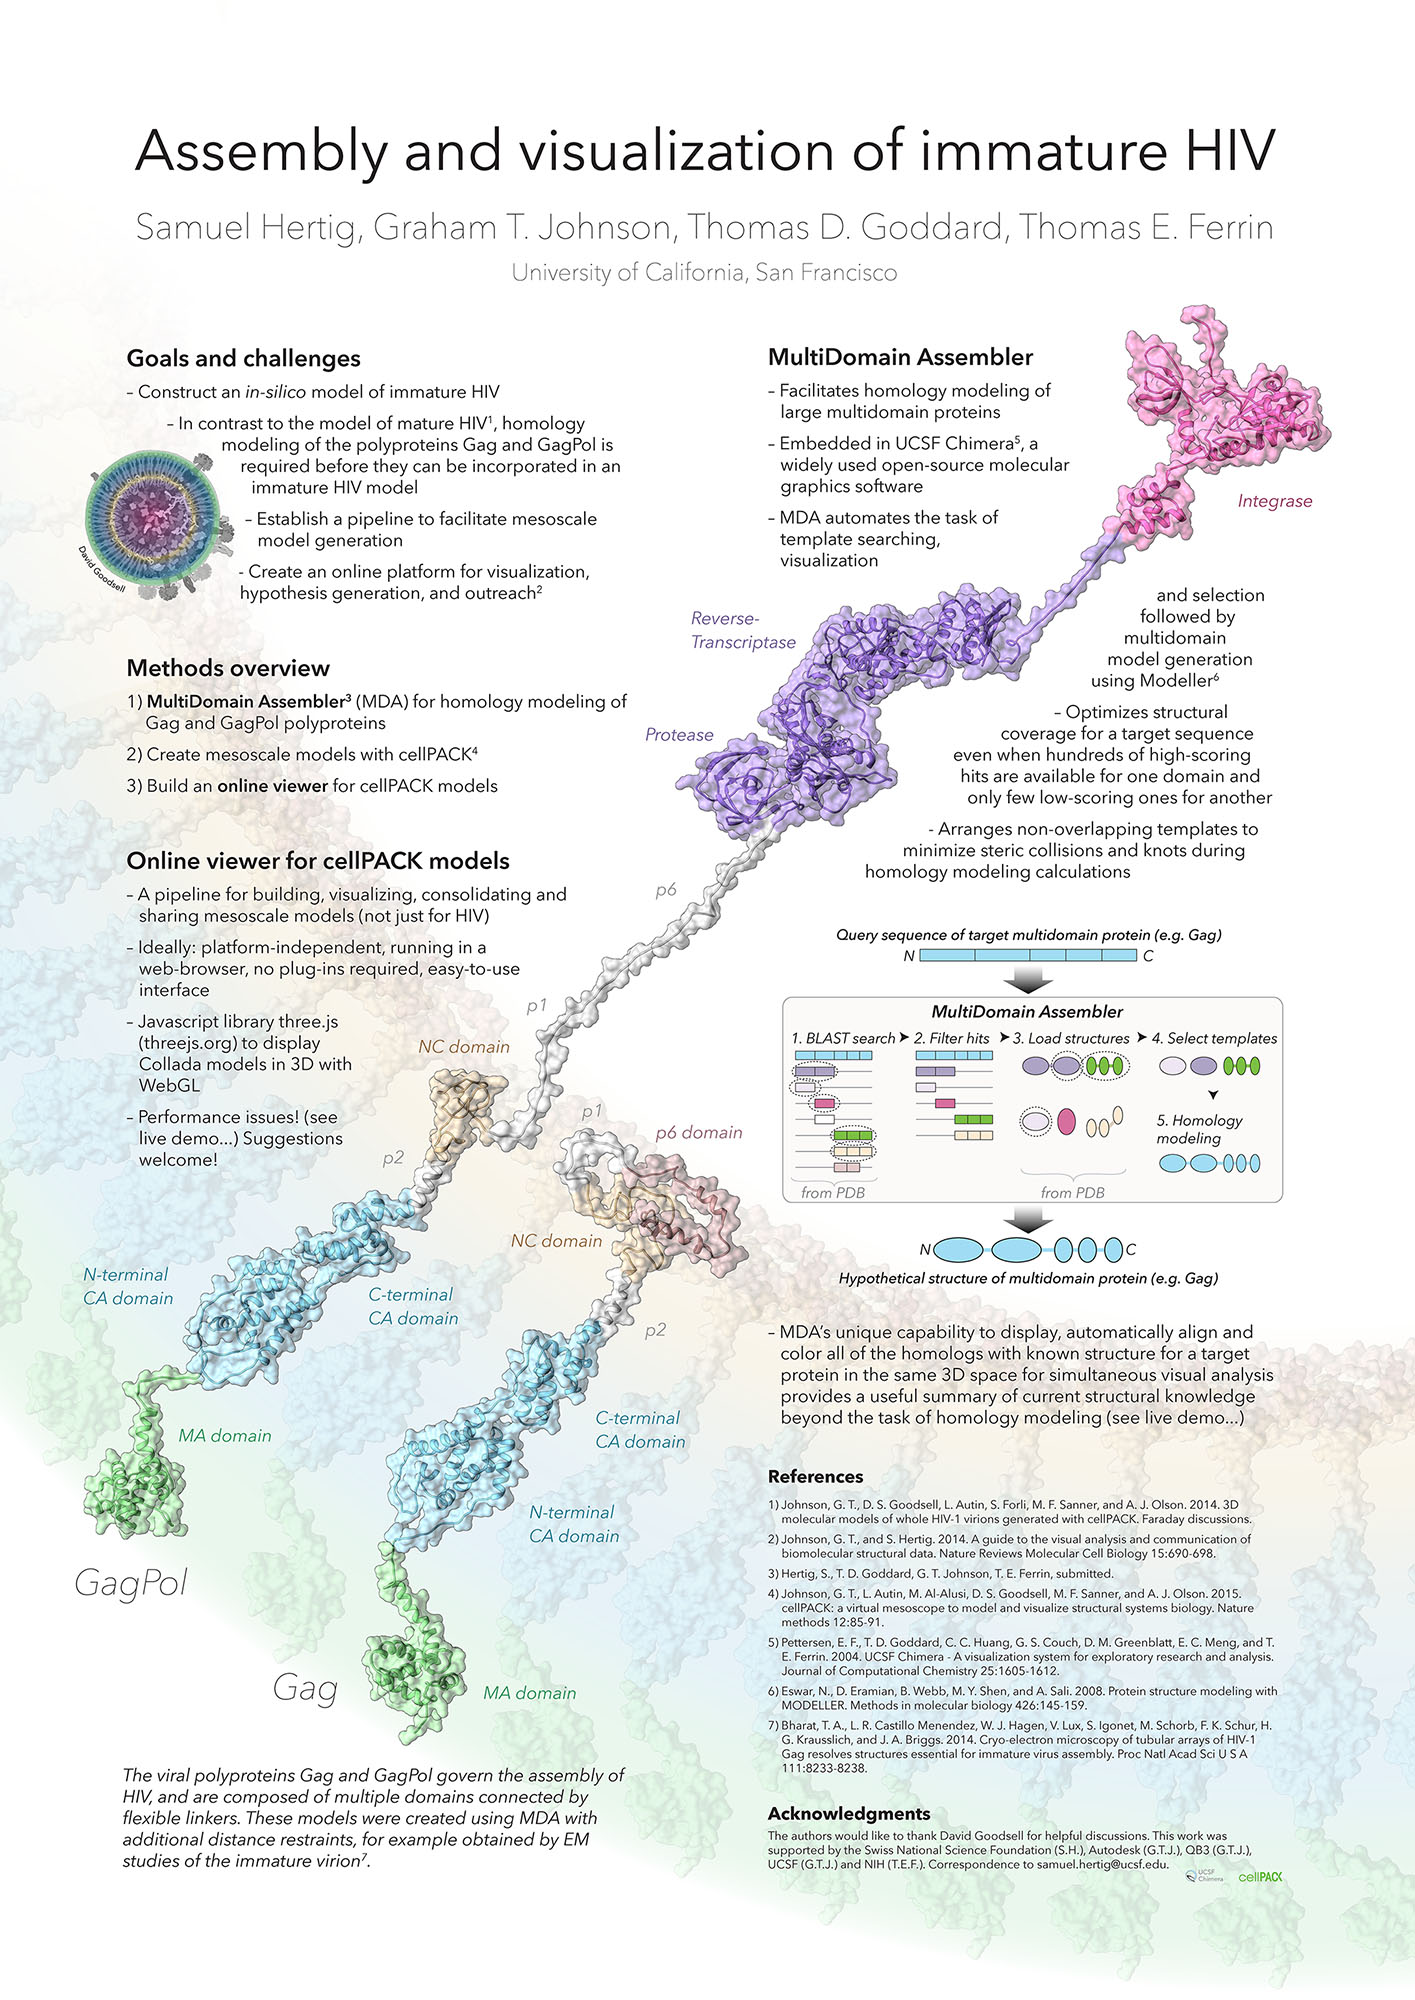 Assembly and visualization of immature HIV
Samuel Hertig, Graham T. Johnson, Thomas D. Goddard, Thomas E. Ferrin
University of California, San Francisco
Goals and challenges
– Construct an in-silico model of immature HIV
– In contrast to the model of mature HIV¹, homology
modeling of the polyproteins Gag and GagPol is
required before they can be incorporated in an
immature HIV model
– Establish a pipeline to facilitate mesoscale
model generation
- Create an online platform for visualization,
hypothesis generation, and outreach²
David Goodsell
Methods overview
1) MultiDomain Assembler³ (MDA) for homology modeling of
Gag and GagPol polyproteins
2) Create mesoscale models with cellPACK⁴
3) Build an online viewer for cellPACK models
Online viewer for cellPACK models
– A pipeline for building, visualizing, consolidating and
sharing mesoscale models (not just for HIV)
– Ideally: platform-independent, running in a
web-browser, no plug-ins required, easy-to-use
interface
– Javascript library three.js
(threejs.org) to display
Collada models in 3D with
WebGL
– Performance issues! (see
live demo...) Suggestions
welcome!
MultiDomain Assembler
– Facilitates homology modeling of
large multidomain proteins
– Embedded in UCSF Chimera⁵, a
widely used open-source molecular
graphics software
– MDA automates the task of
template searching,
visualization
and selection
followed by
multidomain
model generation
using Modeller⁶
– Optimizes structural
coverage for a target sequence
even when hundreds of high-scoring
hits are available for one domain and
only few low-scoring ones for another
- Arranges non-overlapping templates to
minimize steric collisions and knots during
homology modeling calculations
Integrase
Reverse-
Transcriptase
Protease
p6
p1
NC domain
p2
N-terminal
CA domain
C-terminal
CA domain
MA domain
GagPol
p1
p6 domain
NC domain
p2
C-terminal
CA domain
N-terminal
CA domain
Gag
MA domain
Query sequence of target multidomain protein (e.g. Gag)
N C
MultiDomain Assembler
1. BLAST search ➤ 2. Filter hits ➤ 3. Load structures ➤ 4. Select templates
5. Homology
modeling
from PDB from PDB
N C
Hypothetical structure of multidomain protein (e.g. Gag)
– MDA's unique capability to display, automatically align and
color all of the homologs with known structure for a target
protein in the same 3D space for simultaneous visual analysis
provides a useful summary of current structural knowledge
beyond the task of homology modeling (see live demo...)
The viral polyproteins Gag and GagPol govern the assembly of
HIV, and are composed of multiple domains connected by
flexible linkers. These models were created using MDA with
additional distance restraints, for example obtained by EM
studies of the immature virion⁷.
References
1) Johnson, G. T., D. S. Goodsell, L. Autin, S. Forli, M. F. Sanner, and A. J. Olson. 2014. 3D
molecular models of whole HIV-1 virions generated with cellPACK. Faraday discussions.
2) Johnson, G. T., and S. Hertig. 2014. A guide to the visual analysis and communication of
biomolecular structural data. Nature Reviews Molecular Cell Biology 15:690-698.
3) Hertig, S., T. D. Goddard, G. T. Johnson, T. E. Ferrin, submitted.
4) Johnson, G. T., L. Autin, M. Al-Alusi, D. S. Goodsell, M. F. Sanner, and A. J. Olson. 2015.
cellPACK: a virtual mesoscope to model and visualize structural systems biology. Nature
methods 12:85-91.
5) Pettersen, E. F., T. D. Goddard, C. C. Huang, G. S. Couch, D. M. Greenblatt, E. C. Meng, and T.
E. Ferrin. 2004. UCSF Chimera - A visualization system for exploratory research and analysis.
Journal of Computational Chemistry 25:1605-1612.
6) Eswar, N., D. Eramian, B. Webb, M. Y. Shen, and A. Sali. 2008. Protein structure modeling with
MODELLER. Methods in molecular biology 426:145-159.
7) Bharat, T. A., L. R. Castillo Menendez, W. J. Hagen, V. Lux, S. Igonet, M. Schorb, F. K. Schur, H.
G. Krausslich, and J. A. Briggs. 2014. Cryo-electron microscopy of tubular arrays of HIV-1
Gag resolves structures essential for immature virus assembly. Proc Natl Acad Sci U S A
111:8233-8238.
Acknowledgments
The authors would like to thank David Goodsell for helpful discussions. This work was
supported by the Swiss National Science Foundation (S.H.), Autodesk (G.T.J.), QB3 (G.T.J.),
UCSF (G.T.J.) and NIH (T.E.F.). Correspondence to samuel.hertig@ucsf.edu.
UCSF
Chimera
cellPACK